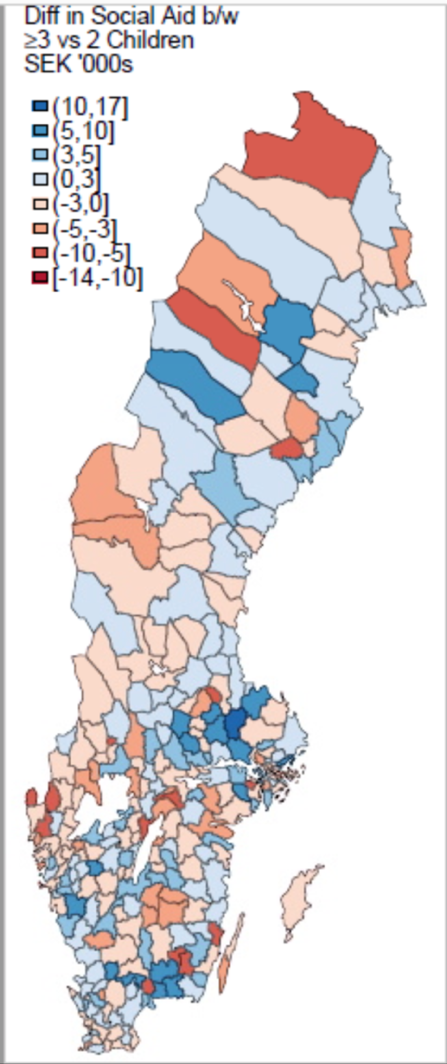 Diff in Social Aid b/w
≥3 vs 2 Children
SEK '000s
(10,17]
(5,10]
(3,5]
(0,3]
(-3,0]
(-5,-3]
(-10,-5]
[-14,-10]